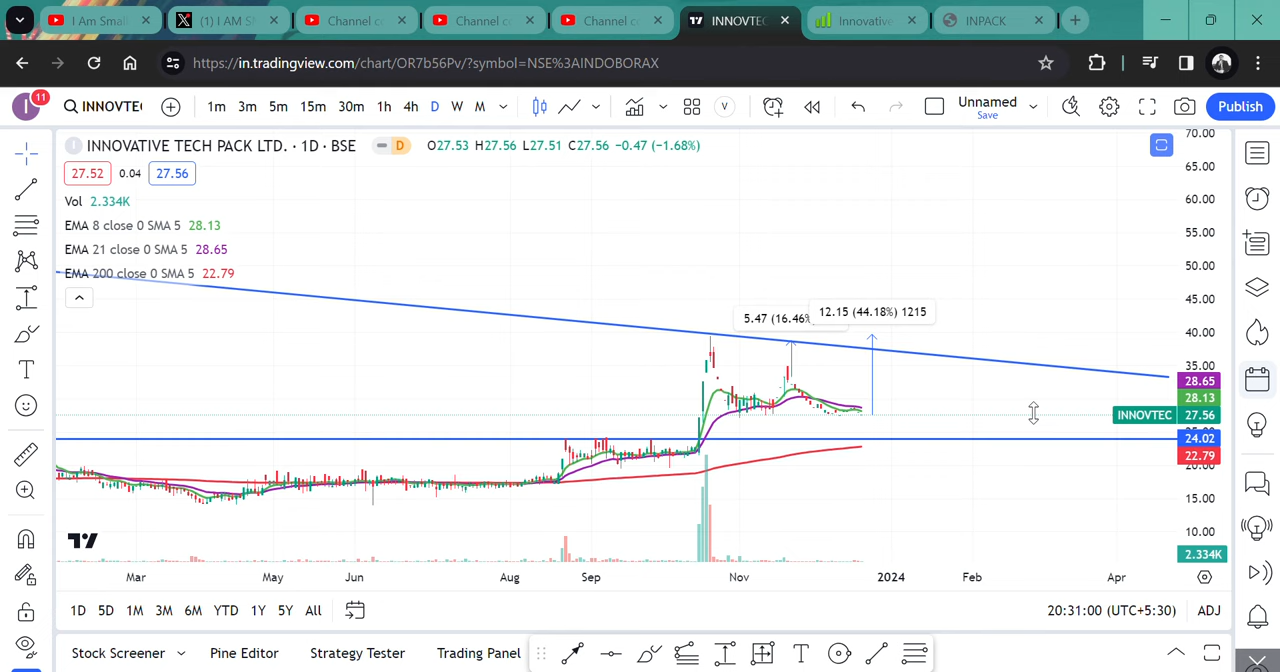 I Am Small
(1) I AM S
Channel c
Channel c
Channel c
INNOVTEC
Innovative
INPACK
https://in.tradingview.com/chart/OR7b56Pv/?symbol=NSE%3AINDOBORAX
I
11
INNOVTEC
1m 3m 5m 15m 30m 1h 4h D W M
V
Unnamed
Save
Publish
I INNOVATIVE TECH PACK LTD. · 1D · BSE
D
O27.53 H27.56 L27.51 C27.56 −0.47 (−1.68%)
27.52 0.04 27.56
Vol 2.334K
EMA 8 close 0 SMA 5 28.13
EMA 21 close 0 SMA 5 28.65
EMA 200 close 0 SMA 5 22.79
5.47 (16.46%)
12.15 (44.18%) 1215
70.00
65.00
60.00
55.00
50.00
45.00
40.00
35.00
28.65
28.13
INNOVTEC 27.56
24.02
22.79
20.00
15.00
10.00
2.334K
Mar May Jun Aug Sep Nov 2024 Feb Apr
1D 5D 1M 3M 6M YTD 1Y 5Y All
20:31:00 (UTC+5:30) ADJ
Stock Screener Pine Editor Strategy Tester Trading Panel